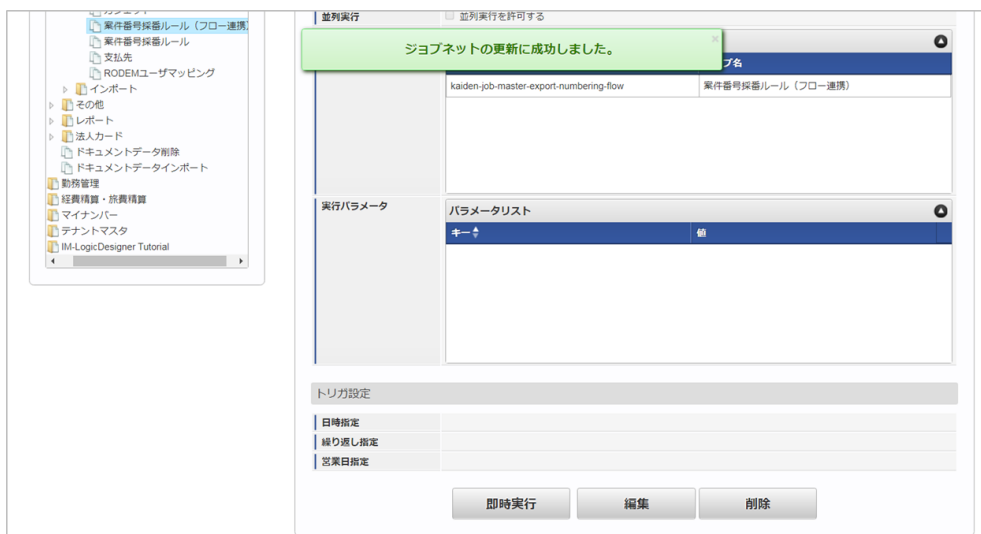 案件番号採番ルール（フロー連携）
案件番号採番ルール
支払先
RODEMユーザマッピング
インポート
その他
レポート
法人カード
ドキュメントデータ削除
ドキュメントデータインポート
勤務管理
経費精算・旅費精算
マイナンバー
テナントマスタ
IM-LogicDesigner Tutorial
並列実行
並列実行を許可する
ジョブネットの更新に成功しました。
×
ブ名
kaiden-job-master-export-numbering-flow
案件番号採番ルール（フロー連携）
実行パラメータ
パラメータリスト
キー
値
トリガ設定
日時指定
繰り返し指定
営業日指定
即時実行
編集
削除